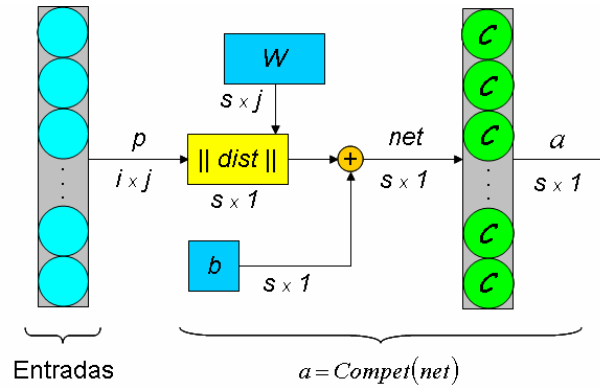 W
s × j
p
i × j
|| dist ||
s × 1
+
net
s × 1
b
s × 1
C
C
C
C
C
a
s × 1
Entradas
a = Compet(net)